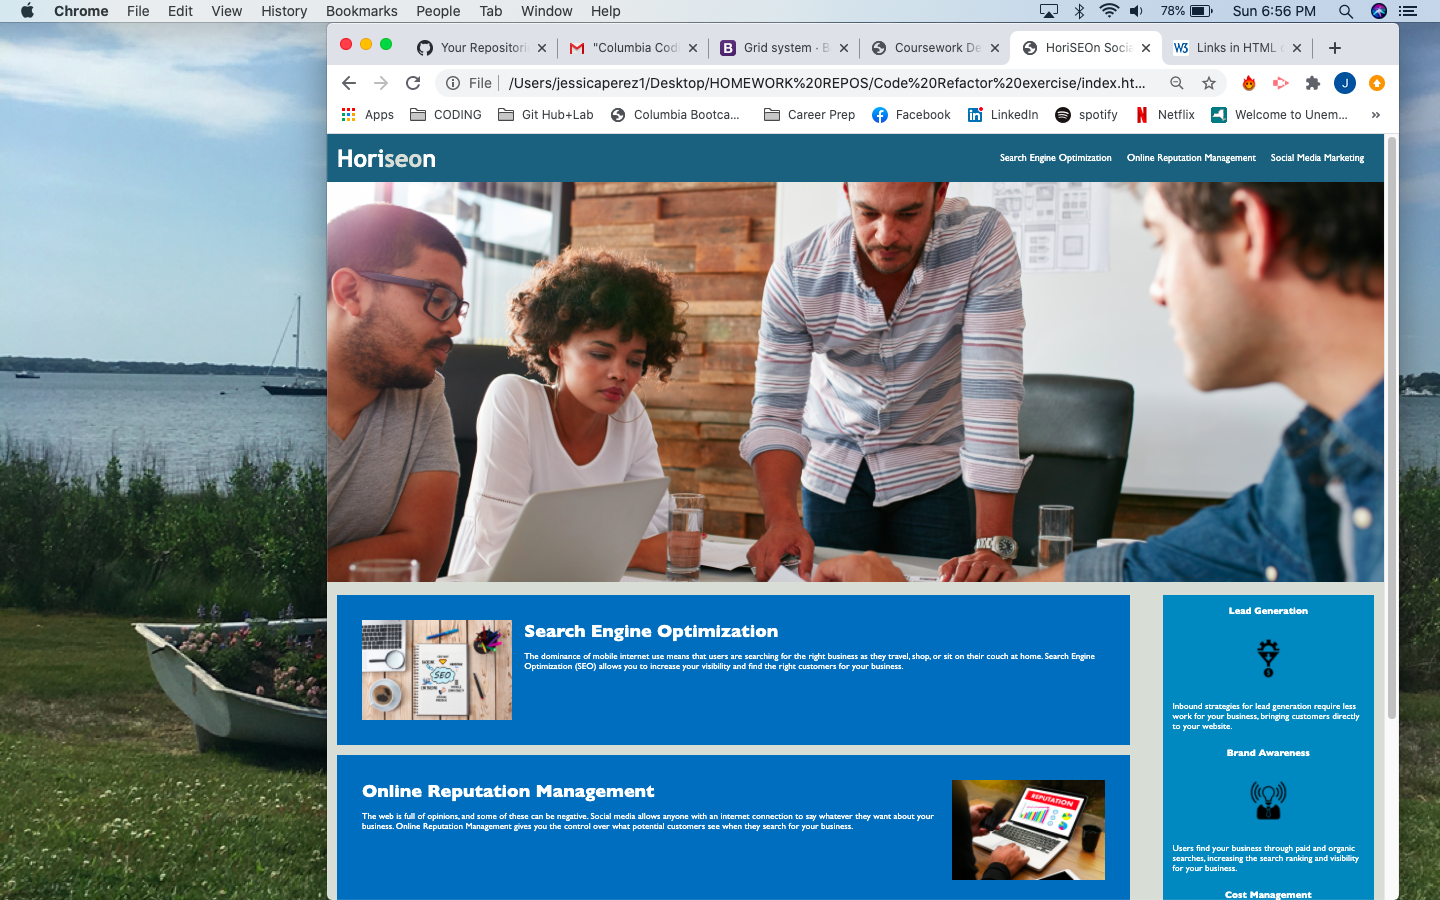 Chrome File Edit View History Bookmarks People Tab Window Help 78% Sun 6:56 PM
Your Repositori "Columbia Cod Grid system · B Coursework De HoriSEOn Socia W3 Links in HTML
File /Users/jessicaperez1/Desktop/HOMEWORK%20REPOS/Code%20Refactor%20exercise/index.ht... J
Apps CODING Git Hub+Lab Columbia Bootca... Career Prep Facebook LinkedIn spotify Netflix Welcome to Unem... »
Horiseon Search Engine Optimization Online Reputation Management Social Media Marketing
Search Engine Optimization
The dominance of mobile internet use means that users are searching for the right business as they travel, shop, or sit on their couch at home. Search Engine
Optimization (SEO) allows you to increase your visibility and find the right customers for your business.
SEO
Online Reputation Management
The web is full of opinions, and some of these can be negative. Social media allows anyone with an internet connection to say whatever they want about your
business. Online Reputation Management gives you the control over what potential customers see when they search for your business.
REPUTATION
Lead Generation
Inbound strategies for lead generation require less
work for your business, bringing customers directly
to your website.
Brand Awareness
Users find your business through paid and organic
searches, increasing the search ranking and visibility
for your business.
Cost Management